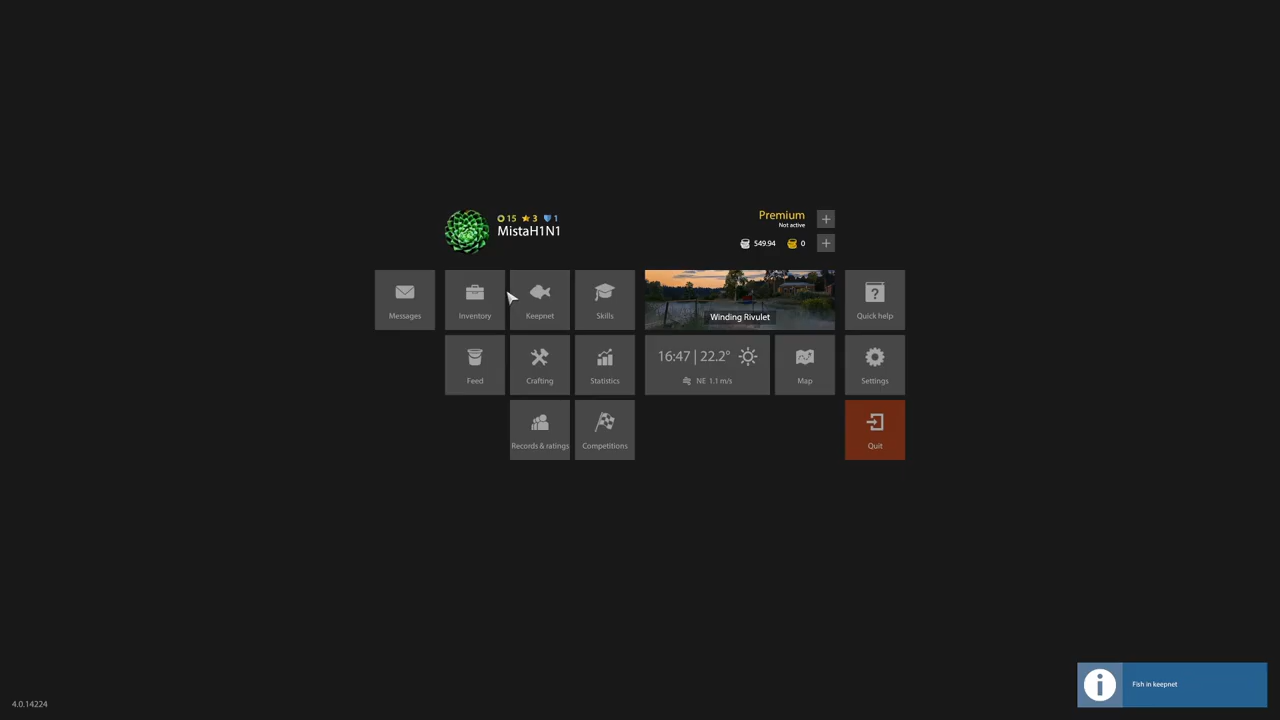 15 3 1
MistaH1N1
Premium
Not active
549.94 0
Messages
Inventory
Keepnet
Skills
Winding Rivulet
Quick help
Feed
Crafting
Statistics
16:47 | 22.2°
NE 1.1 m/s
Map
Settings
Records & ratings
Competitions
Quit
Fish in keepnet
4.0.14224